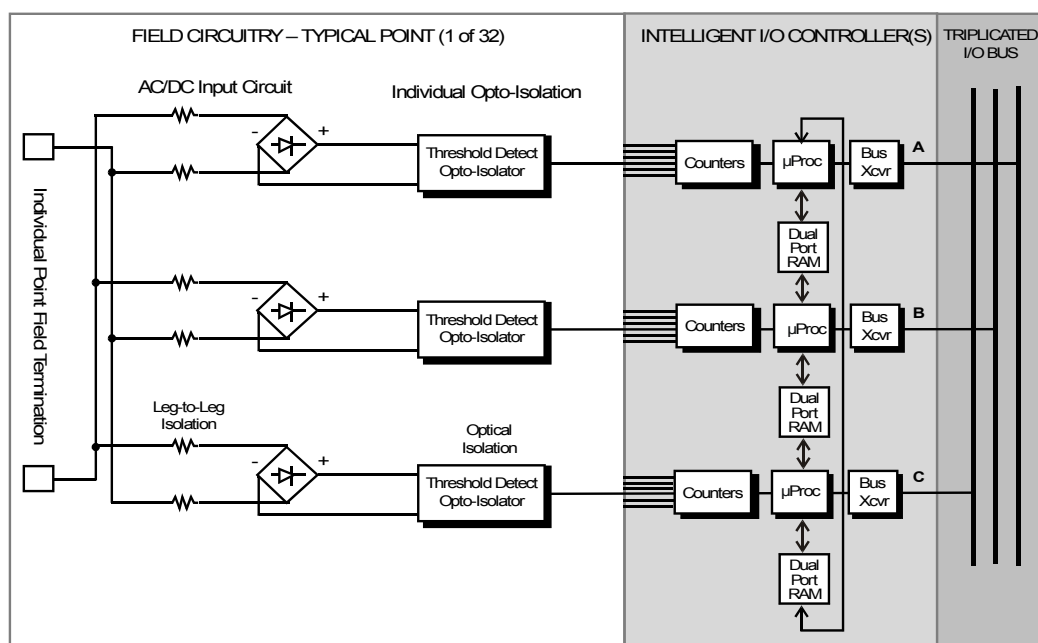 FIELD CIRCUITRY – TYPICAL POINT (1 of 32)
INTELLIGENT I/O CONTROLLER(S)
TRIPLICATED
I/O BUS
AC/DC Input Circuit
Individual Opto-Isolation
Individual Point Field Termination
-
+
Threshold Detect
Opto-Isolator
Counters
µProc
Bus
Xcvr
A
Dual
Port
RAM
-
+
Threshold Detect
Opto-Isolator
Counters
µProc
Bus
Xcvr
B
Dual
Port
RAM
Leg-to-Leg
Isolation
Optical
Isolation
-
+
Threshold Detect
Opto-Isolator
Counters
µProc
Bus
Xcvr
C
Dual
Port
RAM